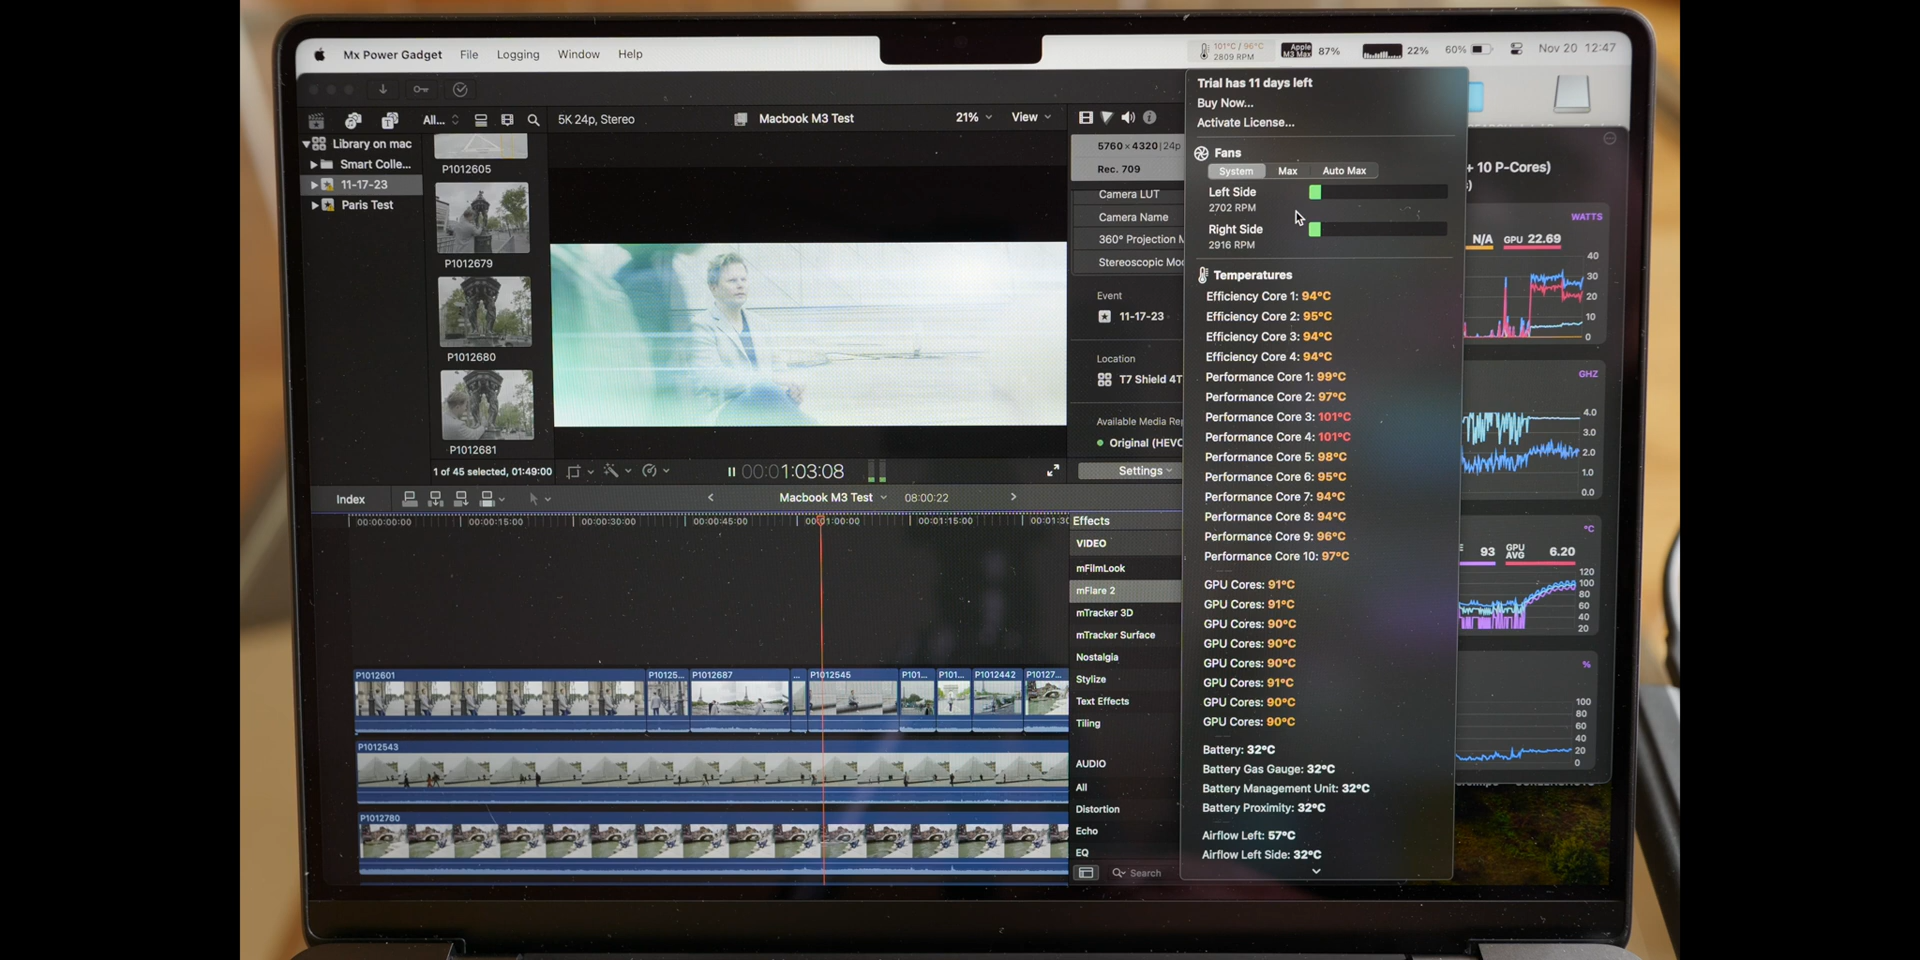 Mx Power Gadget File Logging Window Help
101°C / 96°C
2809 RPM
Apple
M3 Max
87%
22%
60%
Nov 20 12:47
All...
5K 24p, Stereo
Macbook M3 Test
21%
View
Library on mac
Smart Colle...
11-17-23
Paris Test
P1012605
P1012679
P1012680
P1012681
1 of 45 selected, 01:49:00
00:00:1:03:08
5760 × 4320 | 24p
Rec. 709
Camera LUT
Camera Name
360° Projection M
Stereoscopic Mo
Event
11-17-23
Location
T7 Shield 4T
Available Media Re
Original (HEVC
Settings
Trial has 11 days left
Buy Now...
Activate License...
Fans
System Max Auto Max
Left Side
2702 RPM
Right Side
2916 RPM
Temperatures
Efficiency Core 1: 94°C
Efficiency Core 2: 95°C
Efficiency Core 3: 94°C
Efficiency Core 4: 94°C
Performance Core 1: 99°C
Performance Core 2: 97°C
Performance Core 3: 101°C
Performance Core 4: 101°C
Performance Core 5: 98°C
Performance Core 6: 95°C
Performance Core 7: 94°C
Performance Core 8: 94°C
Performance Core 9: 96°C
Performance Core 10: 97°C
GPU Cores: 91°C
GPU Cores: 91°C
GPU Cores: 90°C
GPU Cores: 90°C
GPU Cores: 90°C
GPU Cores: 91°C
GPU Cores: 90°C
GPU Cores: 90°C
Battery: 32°C
Battery Gas Gauge: 32°C
Battery Management Unit: 32°C
Battery Proximity: 32°C
Airflow Left: 57°C
Airflow Left Side: 32°C
+ 10 P-Cores)
WATTS
N/A GPU 22.69
40
30
20
10
0
GHZ
4.0
3.0
2.0
1.0
0.0
°C
E 93 GPU AVG 6.20
120
100
80
60
40
20
%
100
80
60
40
20
0
Index
Macbook M3 Test
08:00:22
00:00:00:00
00:00:15:00
00:00:30:00
00:00:45:00
00:01:00:00
00:01:15:00
00:01:30
P1012601
P10125...
P1012687
...
P1012545
P101...
P101...
P1012442
P10127...
P1012543
P1012780
Effects
VIDEO
mFilmLook
mFlare 2
mTracker 3D
mTracker Surface
Nostalgia
Stylize
Text Effects
Tiling
AUDIO
All
Distortion
Echo
EQ
Search